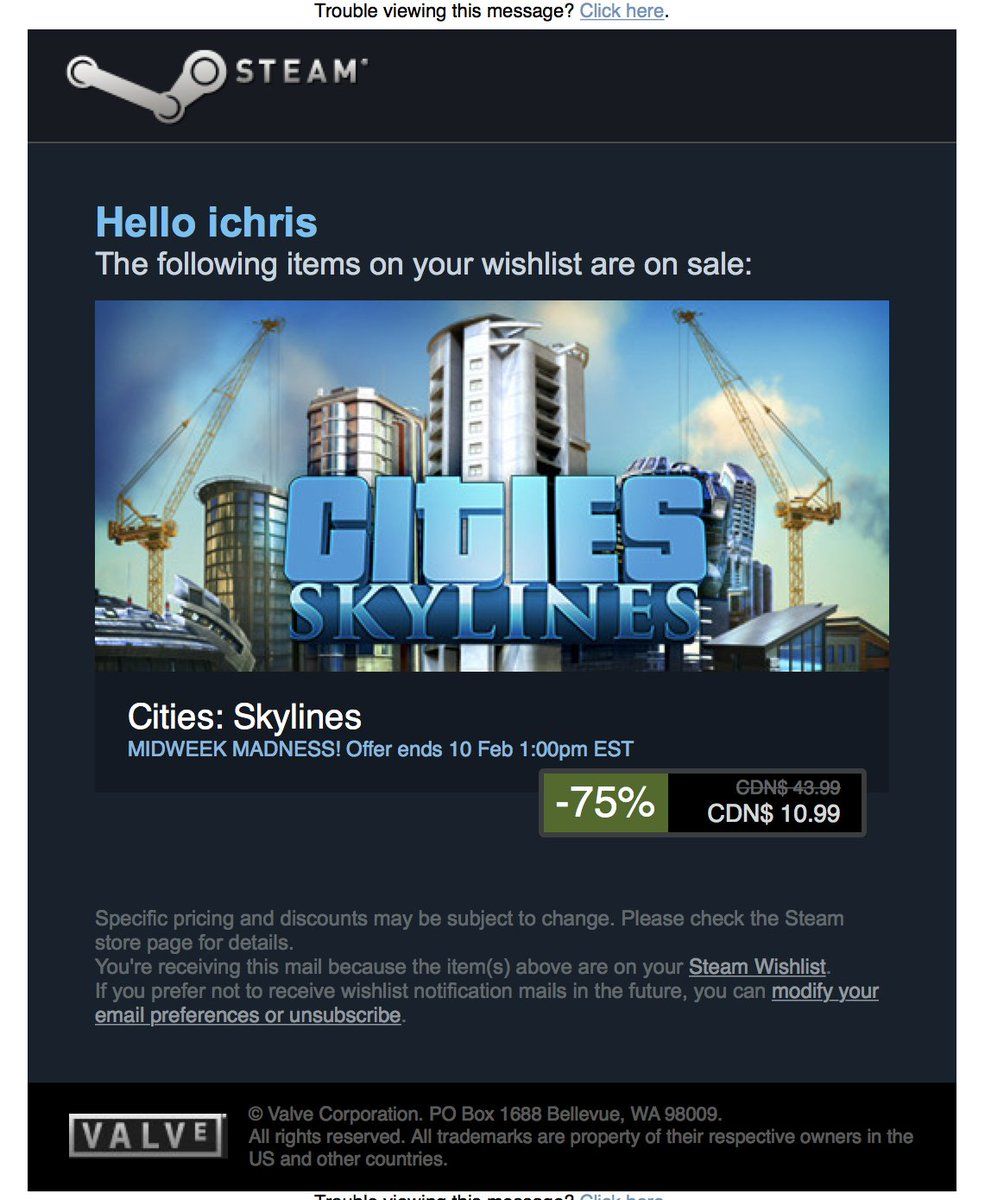 Trouble viewing this message? Click here.
STEAM®
Hello ichris
The following items on your wishlist are on sale:
CITIES
SKYLINES
Cities: Skylines
MIDWEEK MADNESS! Offer ends 10 Feb 1:00pm EST
-75%
CDN$ 43.99
CDN$ 10.99
Specific pricing and discounts may be subject to change. Please check the Steam
store page for details.
You're receiving this mail because the item(s) above are on your Steam Wishlist.
If you prefer not to receive wishlist notification mails in the future, you can modify your
email preferences or unsubscribe.
VALVE
© Valve Corporation. PO Box 1688 Bellevue, WA 98009.
All rights reserved. All trademarks are property of their respective owners in the
US and other countries.
Trouble viewing this message? Click here.